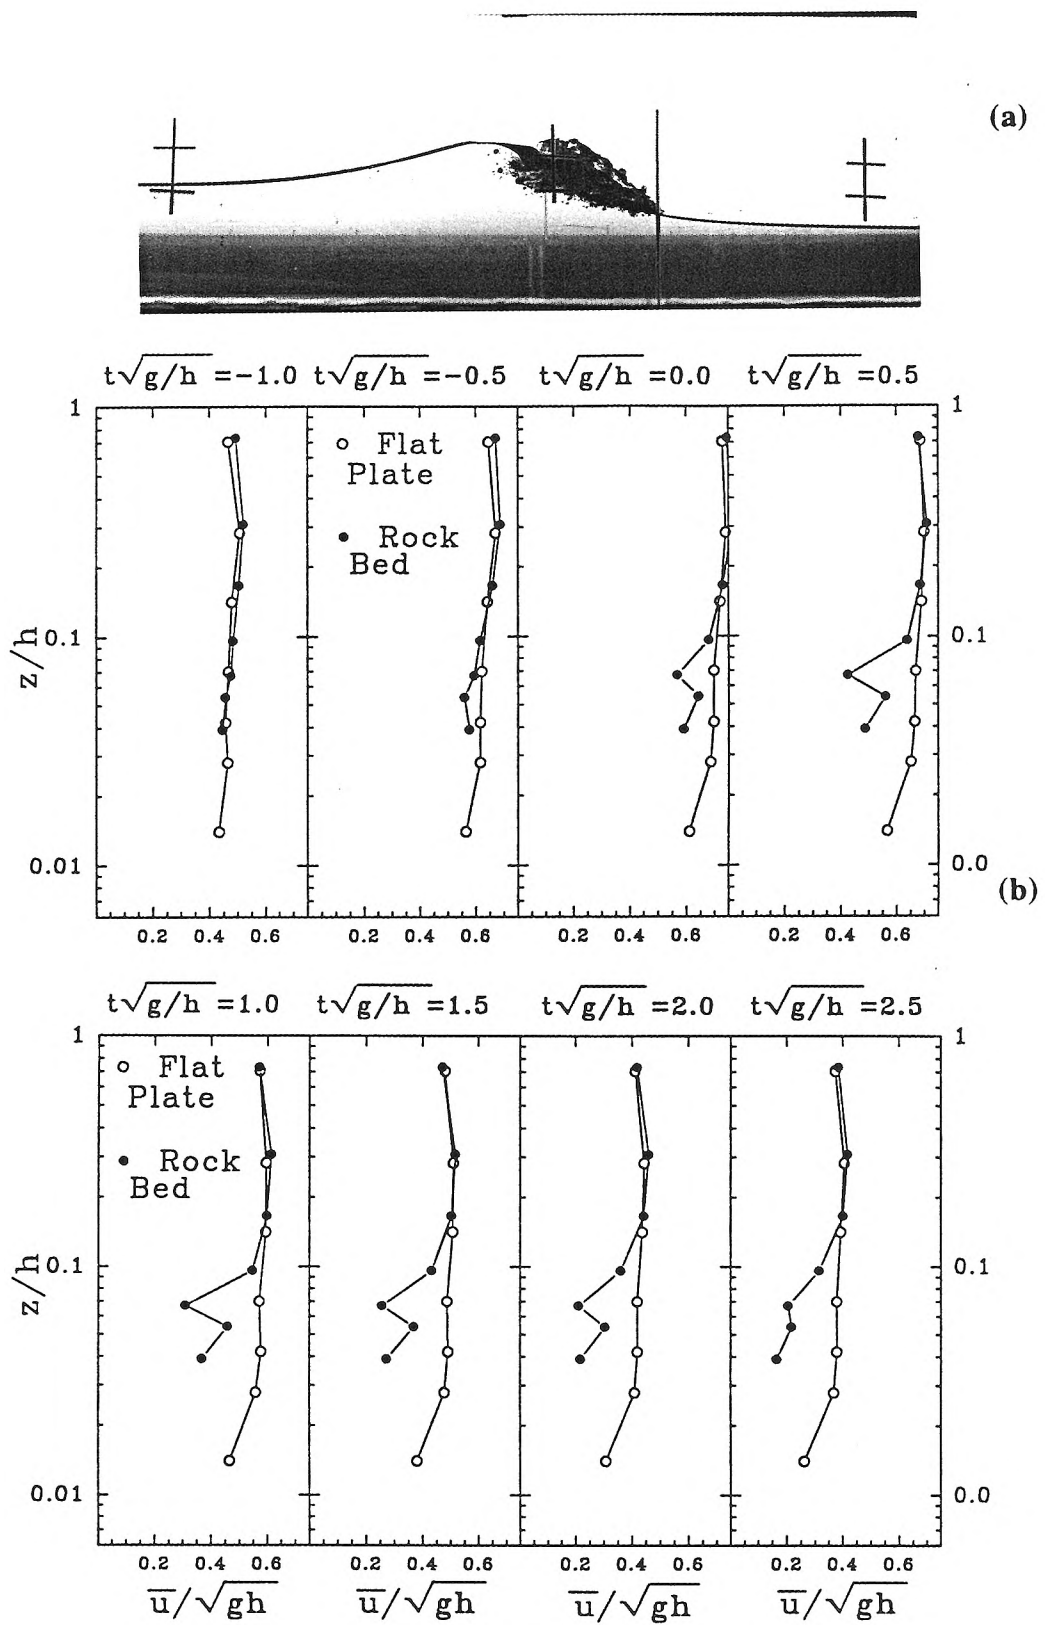 (a)
t√g/h =-1.0 t√g/h =-0.5 t√g/h =0.0 t√g/h =0.5
1 1
Flat
Plate
Rock
Bed
z/h
0.1 0.1
0.01 0.0
(b)
0.2 0.4 0.6 0.2 0.4 0.6 0.2 0.4 0.6 0.2 0.4 0.6
t√g/h =1.0 t√g/h =1.5 t√g/h =2.0 t√g/h =2.5
1 1
Flat
Plate
Rock
Bed
z/h
0.1 0.1
0.01 0.0
0.2 0.4 0.6 0.2 0.4 0.6 0.2 0.4 0.6 0.2 0.4 0.6
u̅/√gh u̅/√gh u̅/√gh u̅/√gh